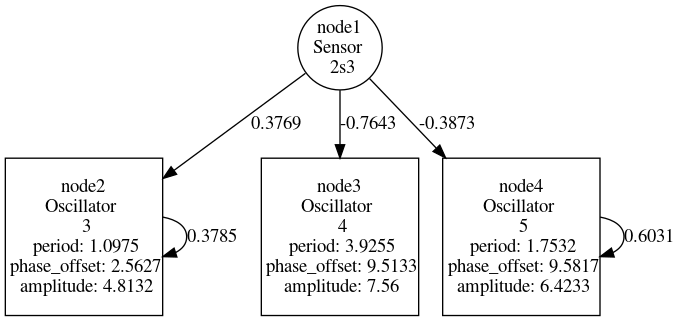 node1
Sensor
2s3
0.3769
-0.7643
-0.3873
node2
Oscillator
3
period: 1.0975
phase_offset: 2.5627
amplitude: 4.8132
0.3785
node3
Oscillator
4
period: 3.9255
phase_offset: 9.5133
amplitude: 7.56
node4
Oscillator
5
period: 1.7532
phase_offset: 9.5817
amplitude: 6.4233
0.6031